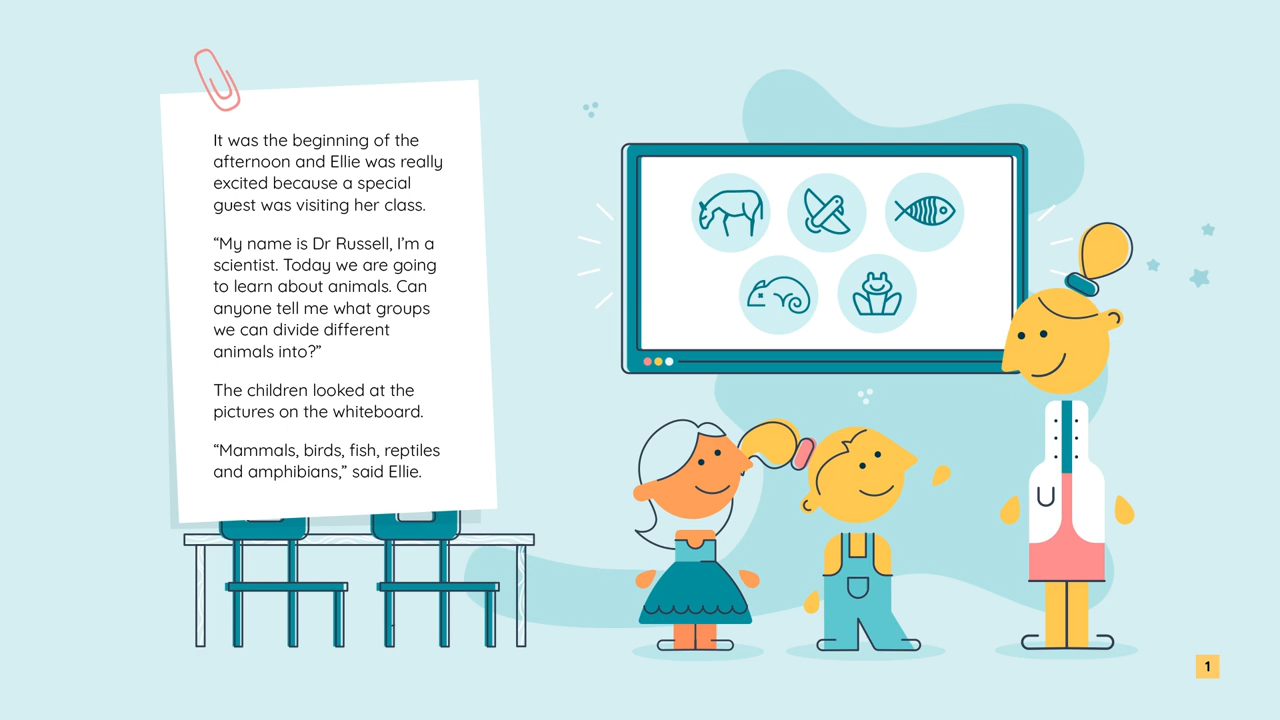 It was the beginning of the
afternoon and Ellie was really
excited because a special
guest was visiting her class.
“My name is Dr Russell, I’m a
scientist. Today we are going
to learn about animals. Can
anyone tell me what groups
we can divide different
animals into?”
The children looked at the
pictures on the whiteboard.
“Mammals, birds, fish, reptiles
and amphibians,” said Ellie.
1